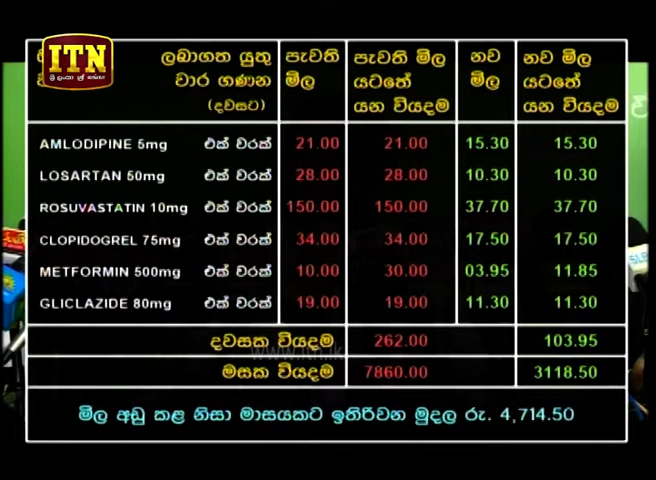 ITN
ශ්‍රී ලංකා ශ්‍රේ සභාව
ලබාගත යුතු වාර ගණන (දවසට)
පැවති මිල
පැවති මිල යටතේ යන වියදම
නව මිල
නව මිල යටතේ යන වියදම
AMLODIPINE 5mg එක් වරක් 21.00 21.00 15.30 15.30
LOSARTAN 50mg එක් වරක් 28.00 28.00 10.30 10.30
ROSUVASTATIN 10mg එක් වරක් 150.00 150.00 37.70 37.70
CLOPIDOGREL 75mg එක් වරක් 34.00 34.00 17.50 17.50
METFORMIN 500mg එක් වරක් 10.00 30.00 03.95 11.85
GLICLAZIDE 80mg එක් වරක් 19.00 19.00 11.30 11.30
දවසක වියදම 262.00 103.95
www.itn.lk
මසක වියදම 7860.00 3118.50
මිල අඩු කළ නිසා මාසයකට ඉතිරිවන මුදල රු. 4,714.50